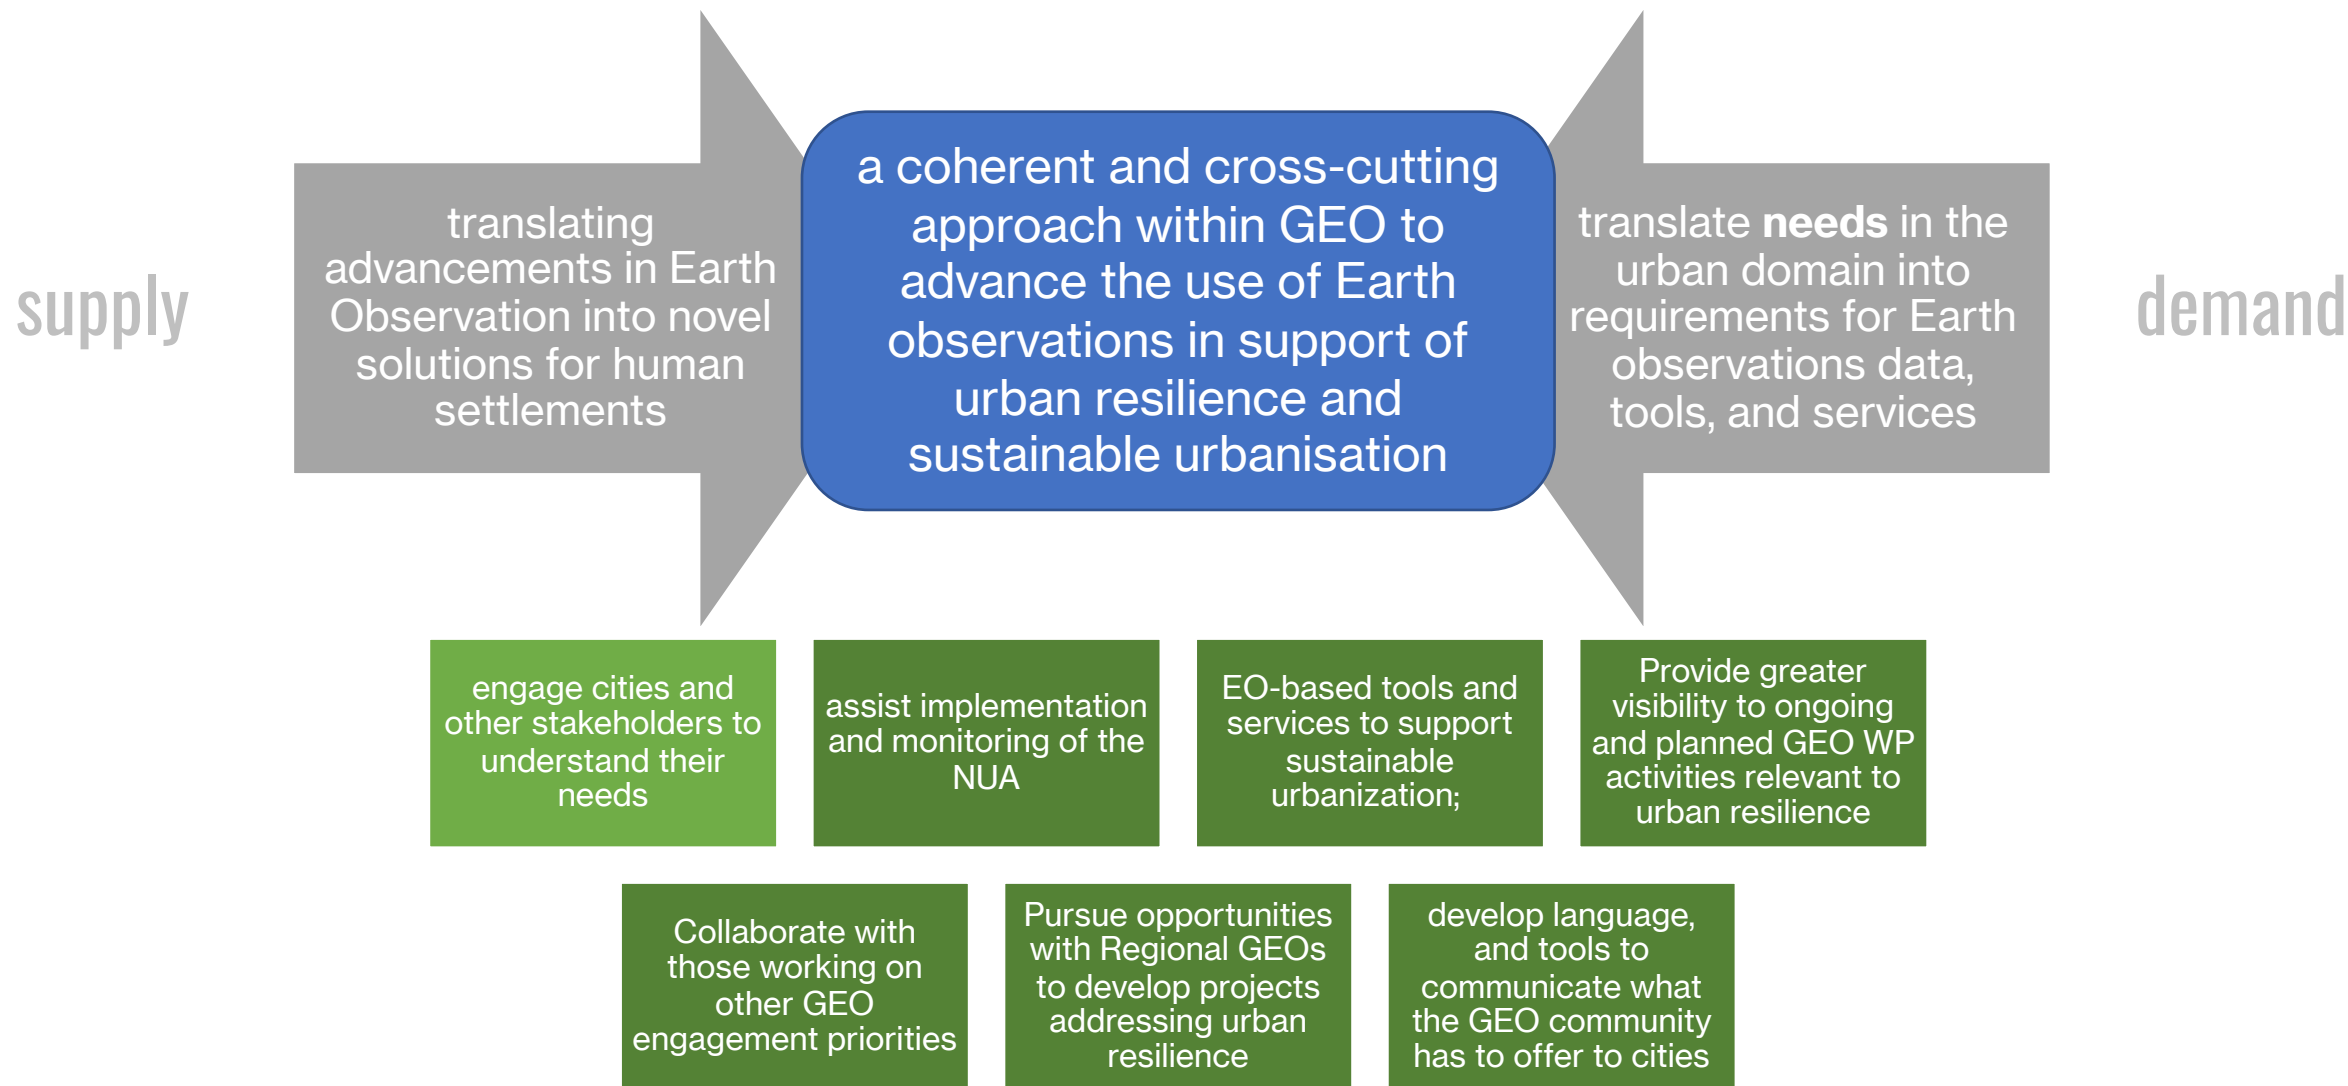 supply
translating
advancements in Earth
Observation into novel
solutions for human
settlements
a coherent and cross-cutting
approach within GEO to
advance the use of Earth
observations in support of
urban resilience and
sustainable urbanisation
translate needs in the
urban domain into
requirements for Earth
observations data,
tools, and services
demand
engage cities and
other stakeholders to
understand their
needs
assist implementation
and monitoring of the
NUA
EO-based tools and
services to support
sustainable
urbanization;
Provide greater
visibility to ongoing
and planned GEO WP
activities relevant to
urban resilience
Collaborate with
those working on
other GEO
engagement priorities
Pursue opportunities
with Regional GEOs
to develop projects
addressing urban
resilience
develop language,
and tools to
communicate what
the GEO community
has to offer to cities